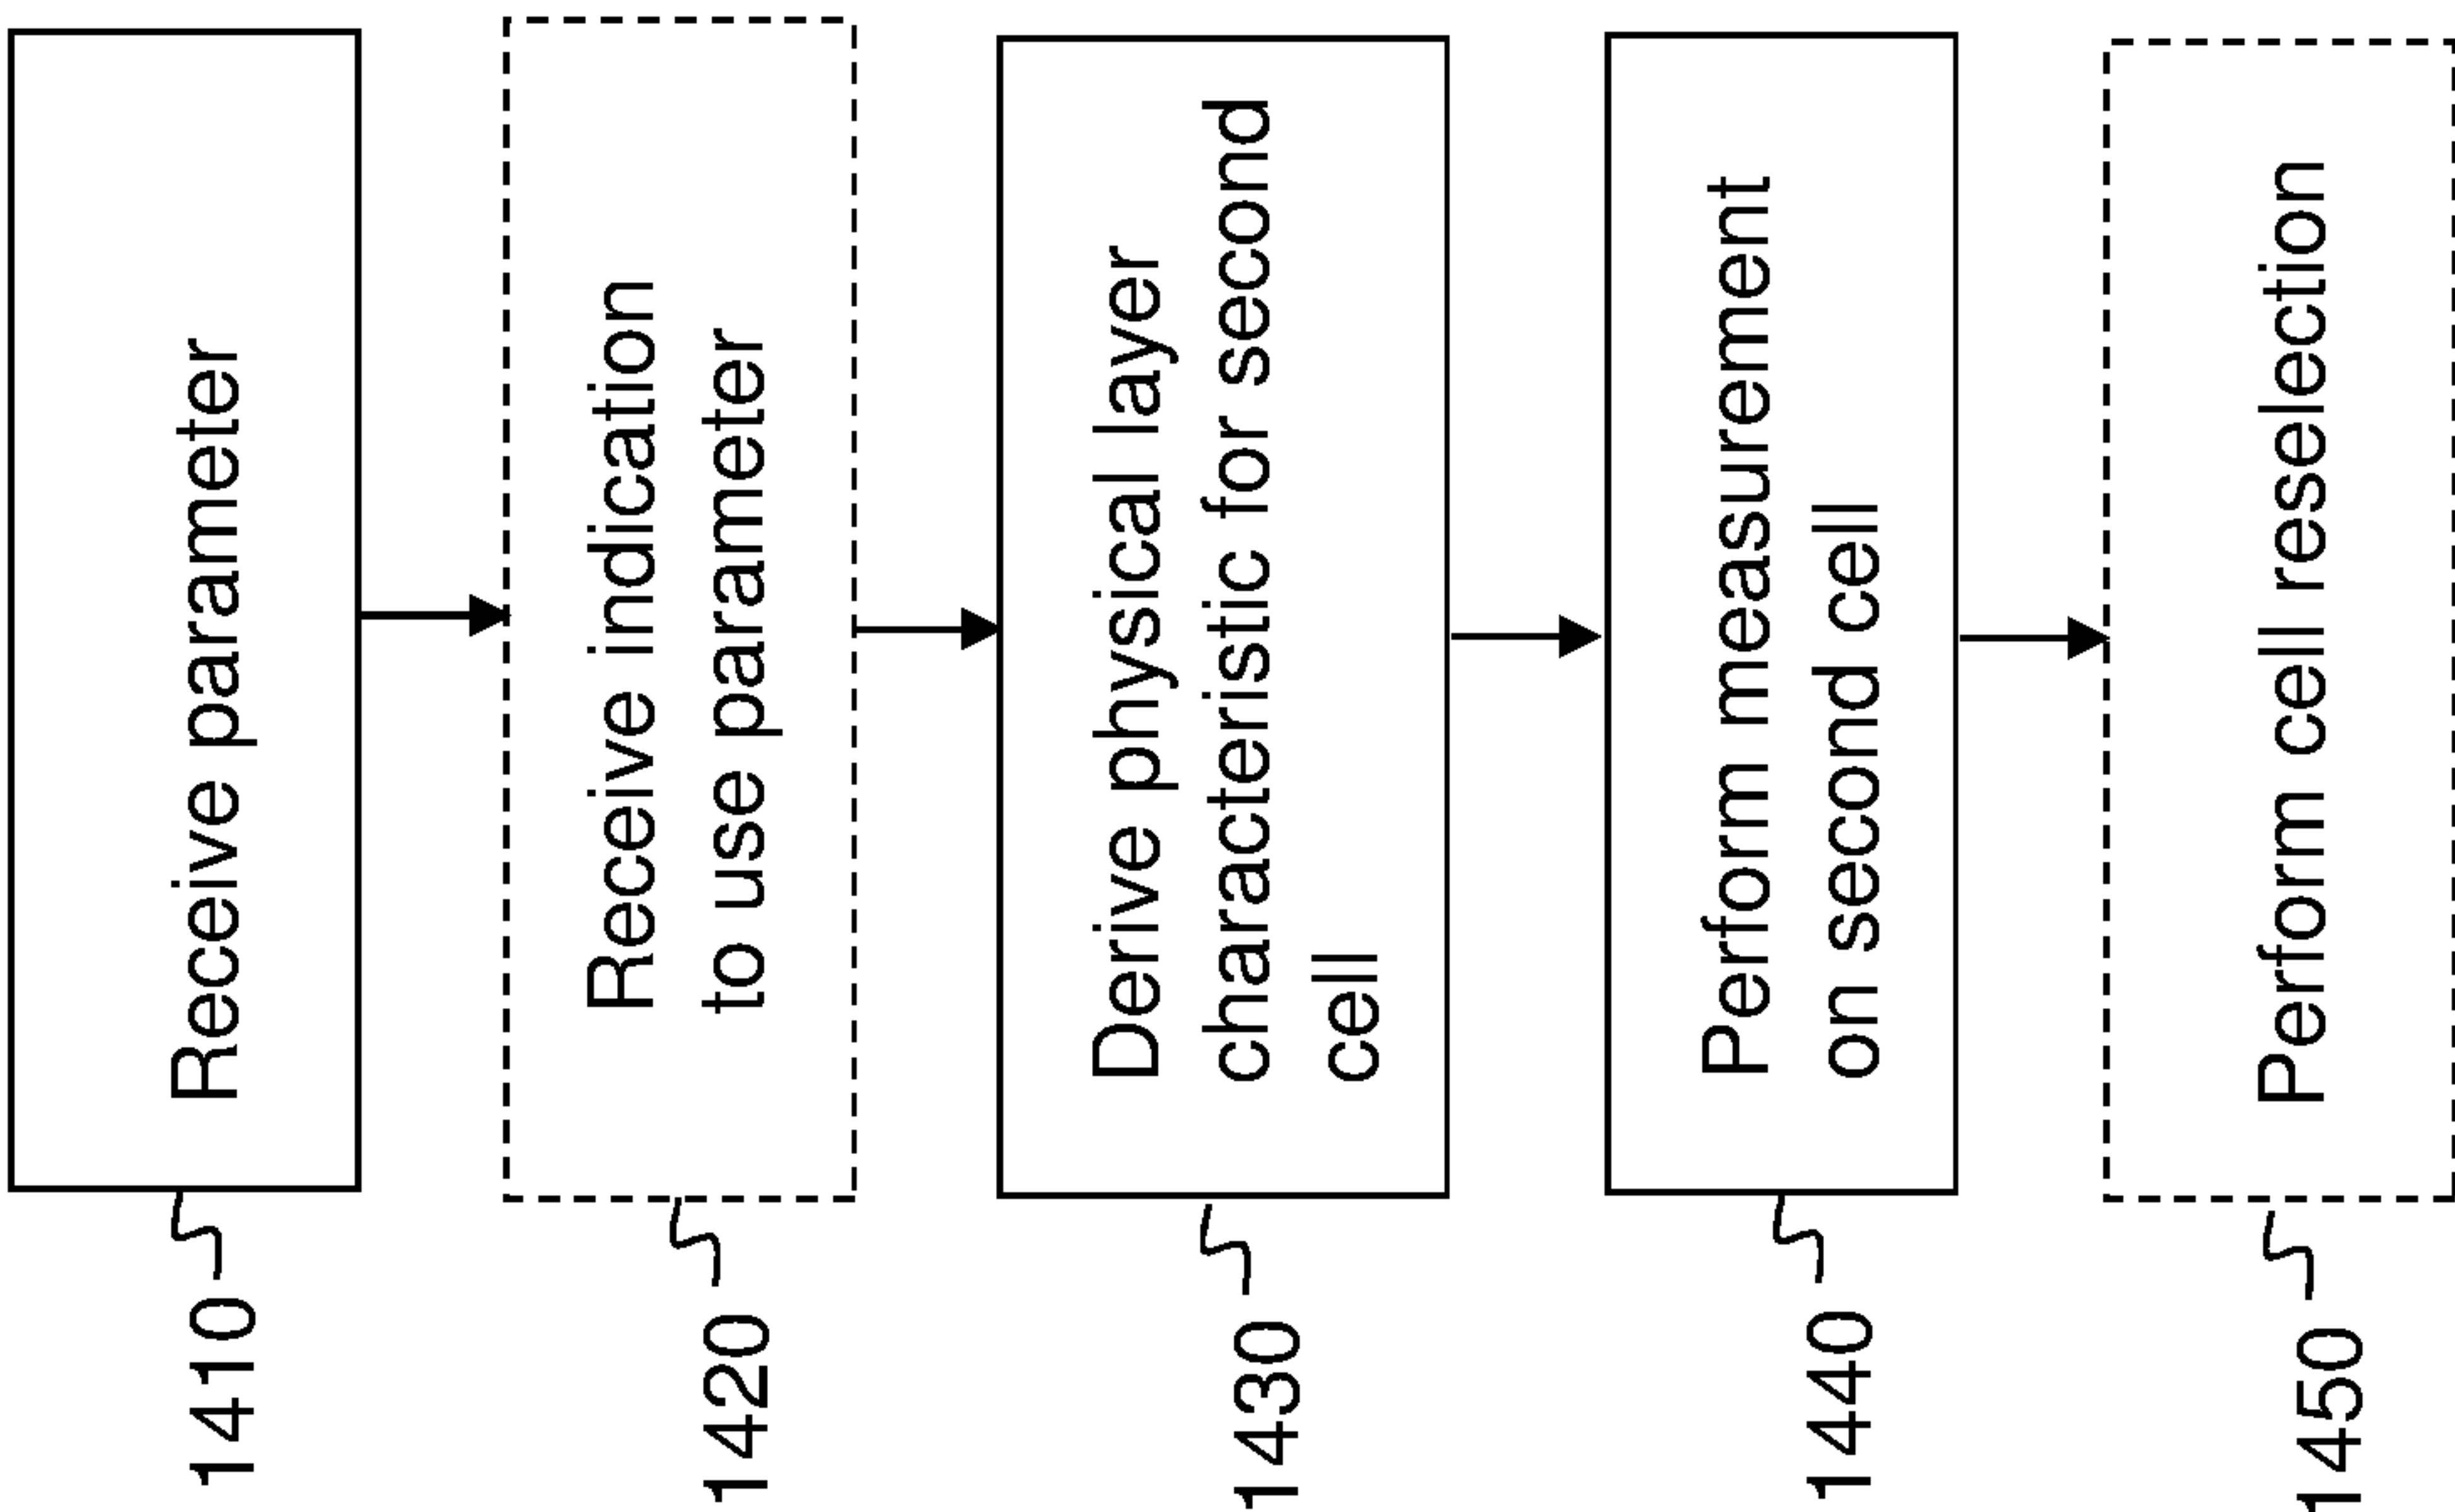 1410
Receive parameter
1420
Receive indication
to use parameter
1430
Derive physical layer
characteristic for second
cell
1440
Perform measurement
on second cell
1450
Perform cell reselection